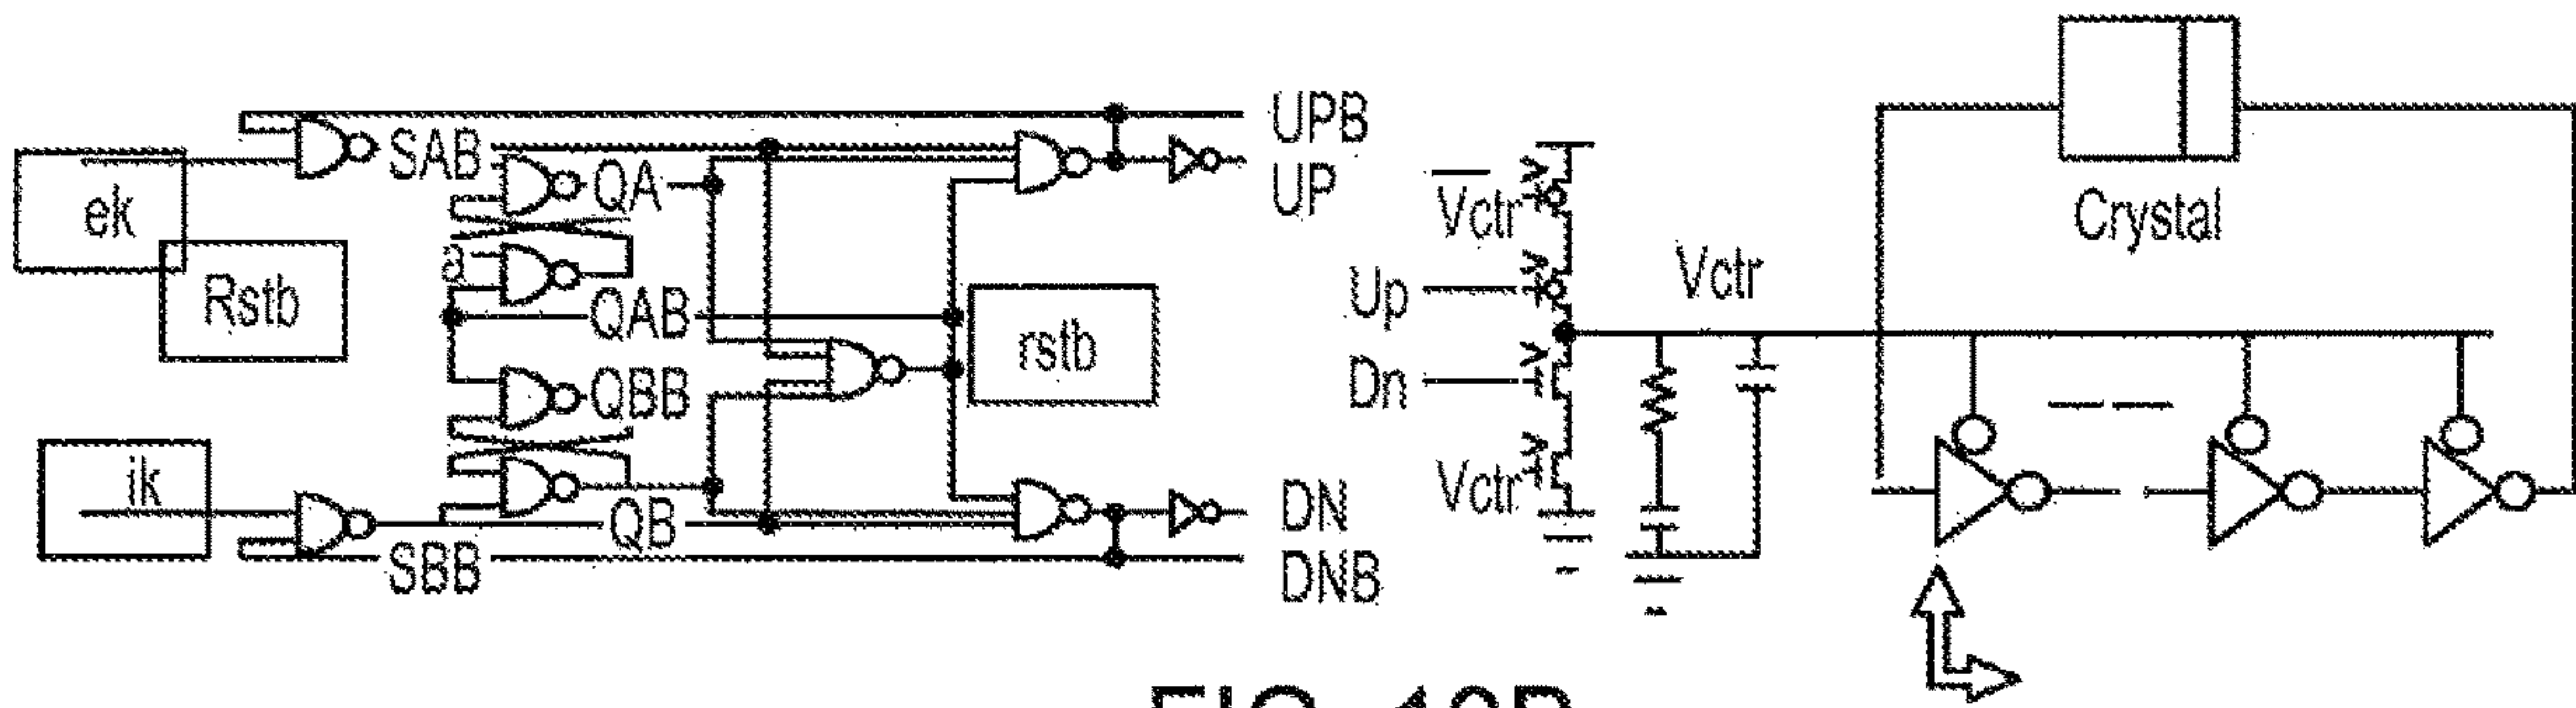 ek
Rstb
ik
SAB
QA
a
QAB
QBB
QB
SBB
rstb
UPB
UP
DN
DNB
Vctr
Up
Dn
Vctr
Vctr
Crystal